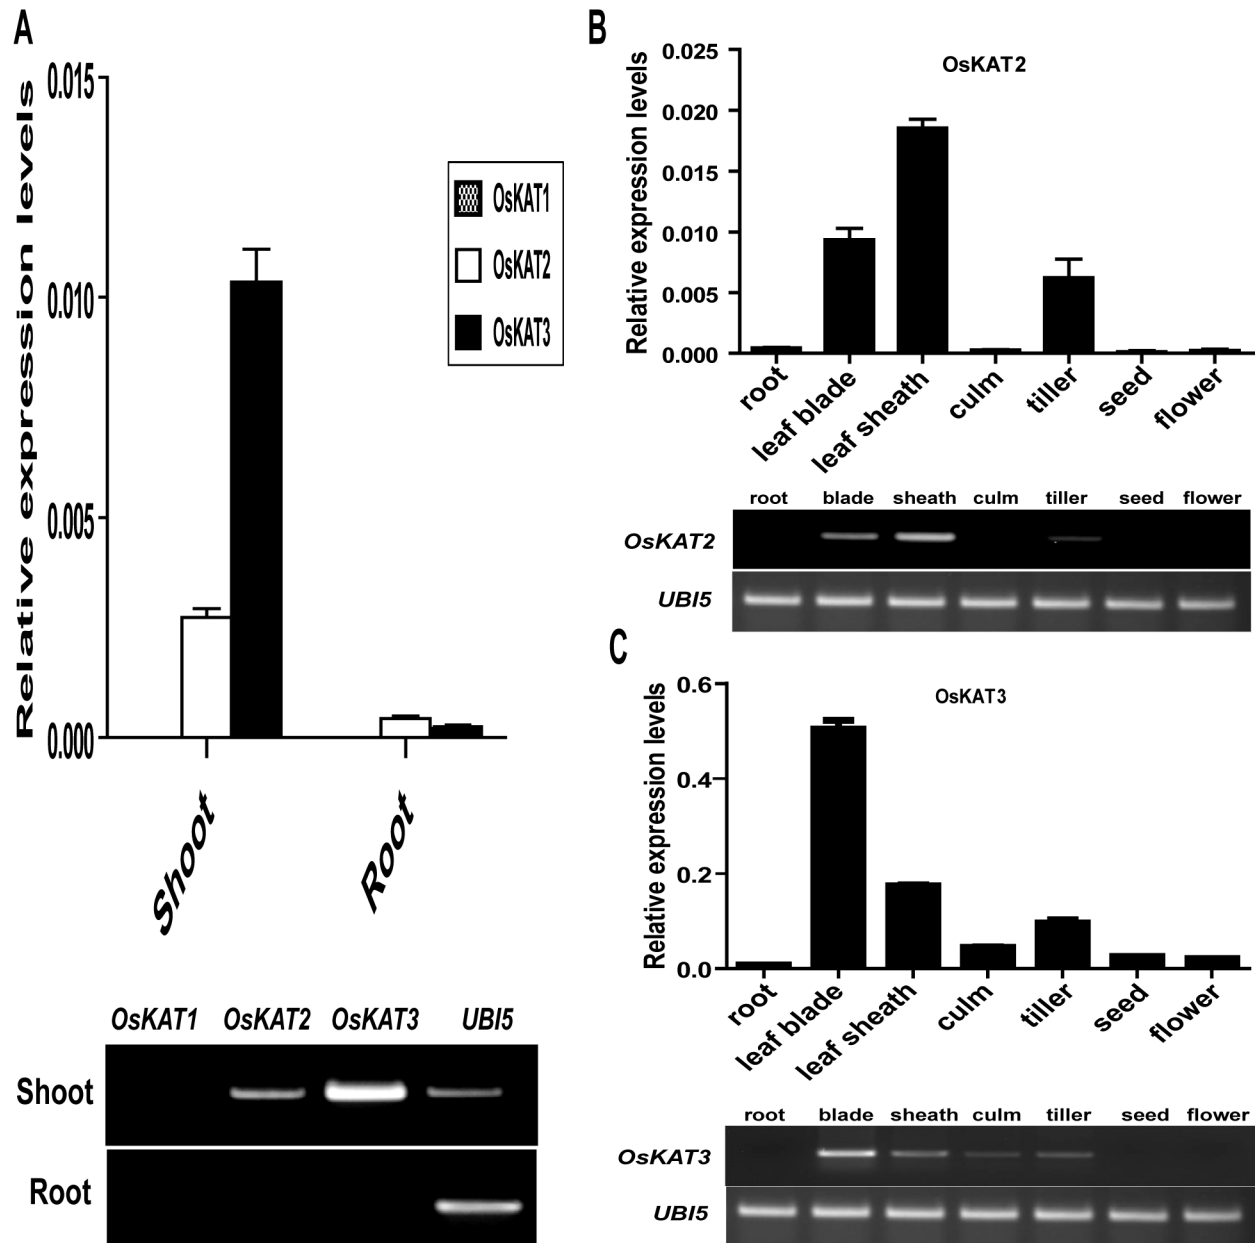 A
Relative expression levels
0.015
0.010
0.005
0.000
OsKAT1
OsKAT2
OsKAT3
Shoot
Root
OsKAT1 OsKAT2 OsKAT3 UBI5
Shoot
Root
B
OsKAT2
Relative expression levels
0.025
0.020
0.015
0.010
0.005
0.000
root
leaf blade
leaf sheath
culm
tiller
seed
flower
root blade sheath culm tiller seed flower
OsKAT2
UBI5
C
OsKAT3
Relative expression levels
0.6
0.4
0.2
0.0
root
leaf blade
leaf sheath
culm
tiller
seed
flower
root blade sheath culm tiller seed flower
OsKAT3
UBI5